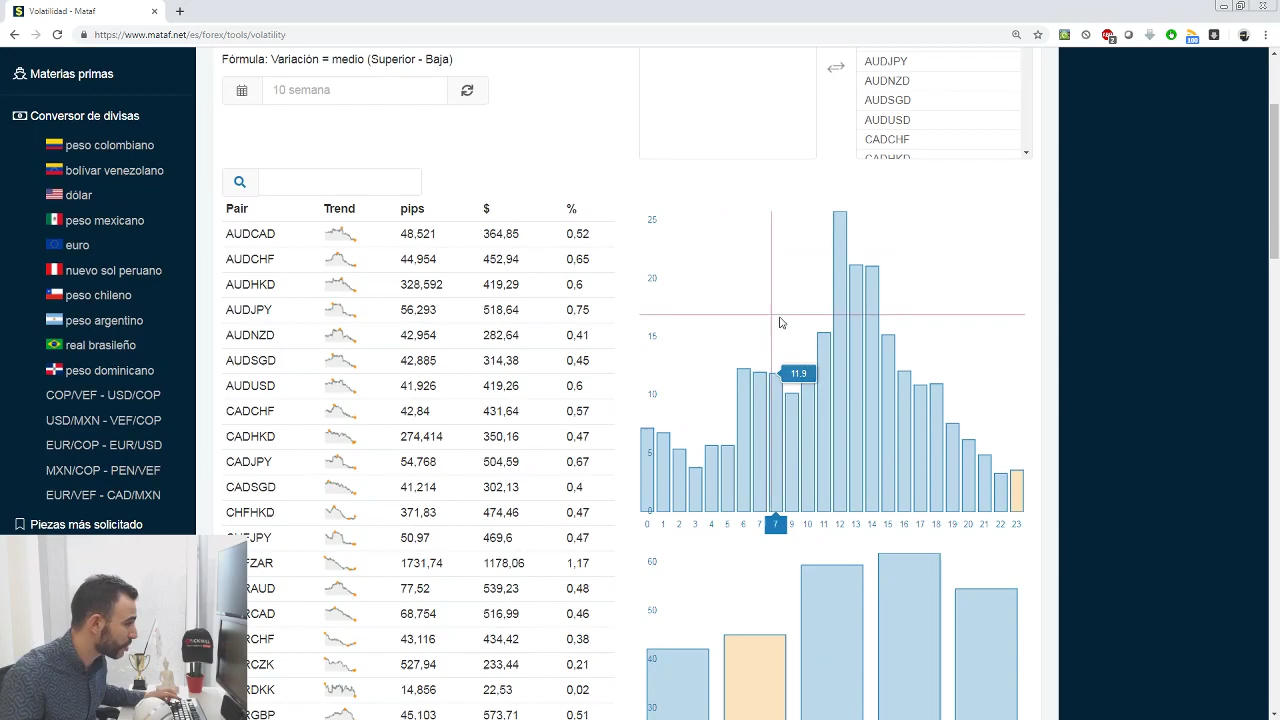 Volatilidad - Mataf
https://www.mataf.net/es/forex/tools/volatility
2
100
Materias primas
Conversor de divisas
peso colombiano
bolívar venezolano
dólar
peso mexicano
euro
nuevo sol peruano
peso chileno
peso argentino
real brasileño
peso dominicano
COP/VEF - USD/COP
USD/MXN - VEF/COP
EUR/COP - EUR/USD
MXN/COP - PEN/VEF
EUR/VEF - CAD/MXN
Piezas más solicitado
Fórmula: Variación = medio (Superior - Baja)
10 semana
AUDJPY
AUDNZD
AUDSGD
AUDUSD
CADCHF
CADHKD
Pair Trend pips $ %
AUDCAD 48,521 364,85 0,52
AUDCHF 44,954 452,94 0,65
AUDHKD 328,592 419,29 0,6
AUDJPY 56,293 518,64 0,75
AUDNZD 42,954 282,64 0,41
AUDSGD 42,885 314,38 0,45
AUDUSD 41,926 419,26 0,6
CADCHF 42,84 431,64 0,57
CADHKD 274,414 350,16 0,47
CADJPY 54,768 504,59 0,67
CADSGD 41,214 302,13 0,4
CHFHKD 371,83 474,46 0,47
FJPY 50,97 469,6 0,47
FZAR 1731,74 1178,06 1,17
RAUD 77,52 539,23 0,48
RCAD 68,754 516,99 0,46
RCHF 43,116 434,42 0,38
RCZK 527,94 233,44 0,21
RDKK 14,856 22,53 0,02
RGBP 45,103 573,71 0,51
25
20
15
10
5
0
11.9
0 1 2 3 4 5 6 7 7 9 10 11 12 13 14 15 16 17 18 19 20 21 22 23
60
50
40
30